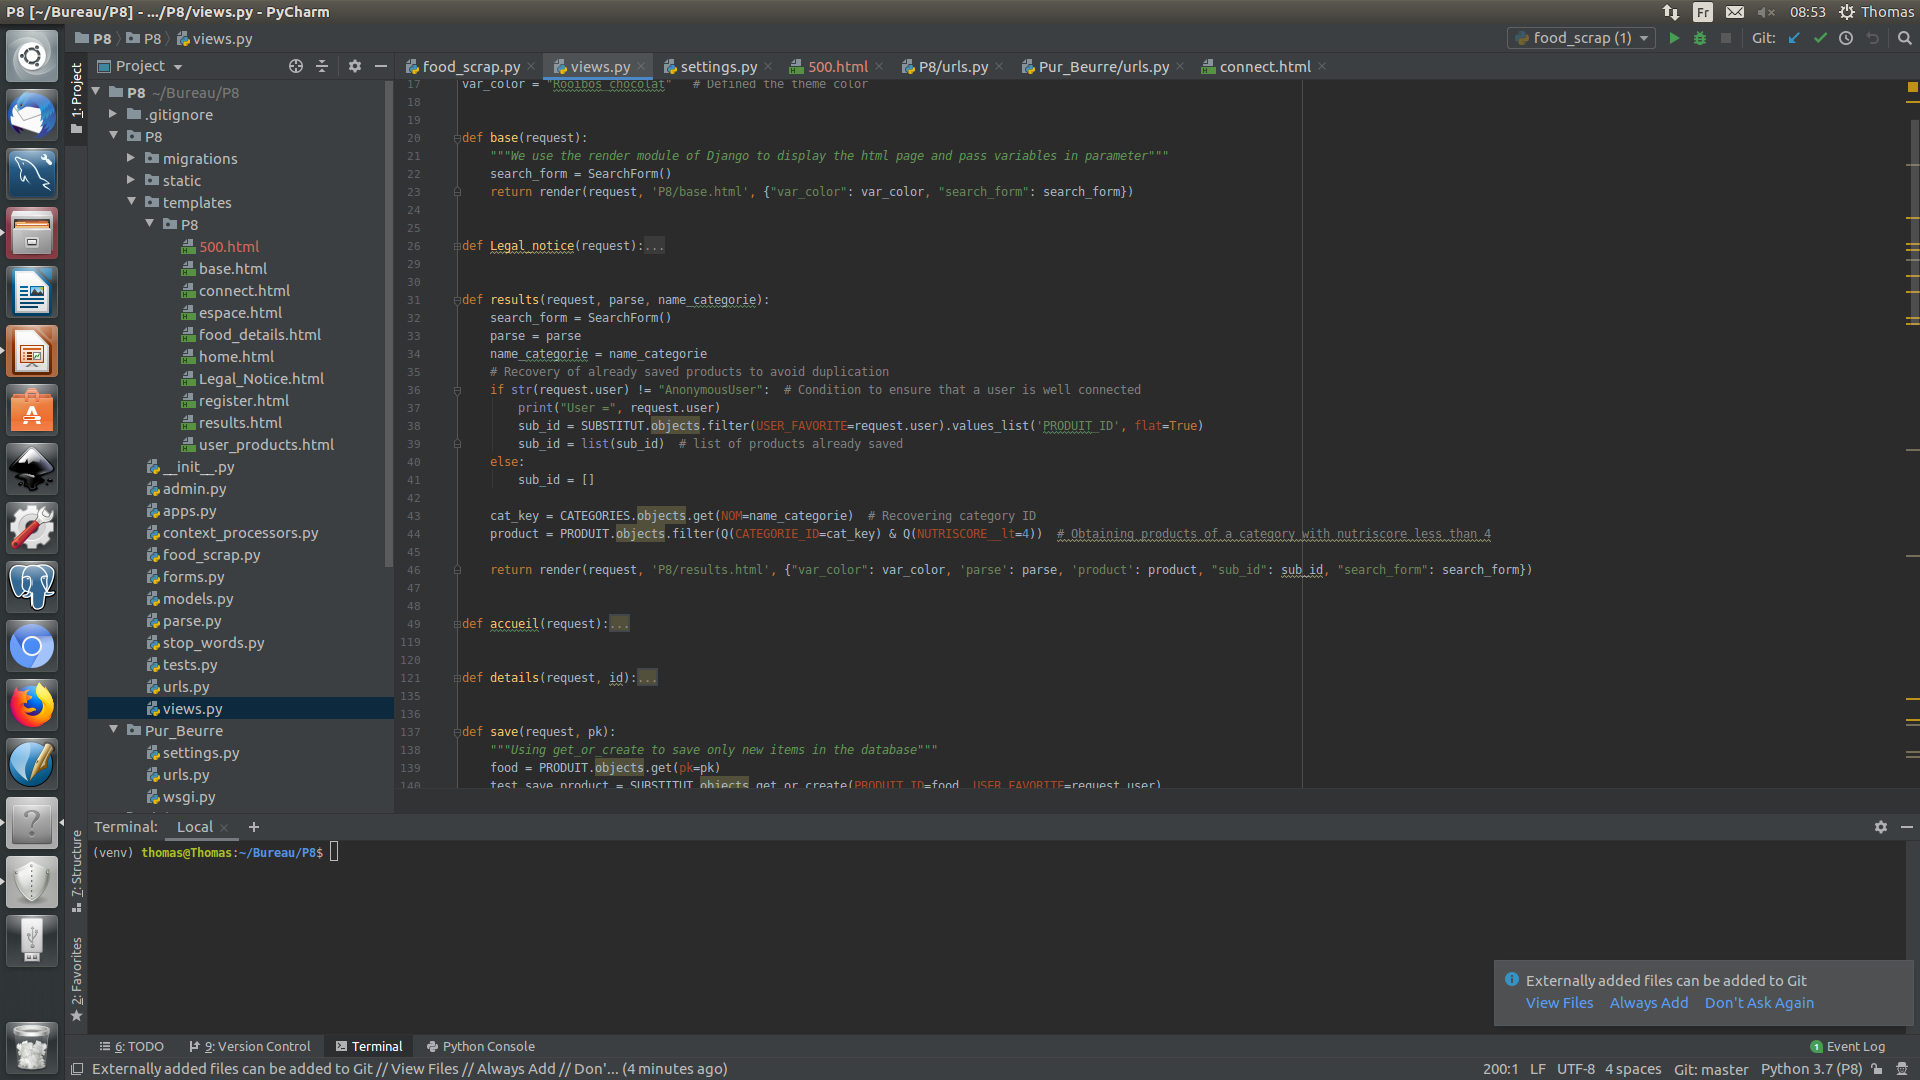 P8 [~/Bureau/P8] - .../P8/views.py - PyCharm
Fr 08:53 Thomas
P8 P8 views.py
food_scrap (1) Git:
Project
food_scrap.py views.py settings.py 500.html P8/urls.py Pur_Beurre/urls.py connect.html
1: Project
P8 ~/Bureau/P8
.gitignore
P8
migrations
static
templates
P8
500.html
base.html
connect.html
espace.html
food_details.html
home.html
Legal_Notice.html
register.html
results.html
user_products.html
__init__.py
admin.py
apps.py
context_processors.py
food_scrap.py
forms.py
models.py
parse.py
stop_words.py
tests.py
urls.py
views.py
Pur_Beurre
settings.py
urls.py
wsgi.py
17 var_color = "Rooibos chocolat" # Defined the theme color
18
19
20 def base(request):
21 """We use the render module of Django to display the html page and pass variables in parameter"""
22 search_form = SearchForm()
23 return render(request, 'P8/base.html', {"var_color": var_color, "search_form": search_form})
24
25
26 def Legal_notice(request):...
29
30
31 def results(request, parse, name_categorie):
32 search_form = SearchForm()
33 parse = parse
34 name_categorie = name_categorie
35 # Recovery of already saved products to avoid duplication
36 if str(request.user) != "AnonymousUser": # Condition to ensure that a user is well connected
37 print("User =", request.user)
38 sub_id = SUBSTITUT.objects.filter(USER_FAVORITE=request.user).values_list('PRODUIT_ID', flat=True)
39 sub_id = list(sub_id) # list of products already saved
40 else:
41 sub_id = []
42
43 cat_key = CATEGORIES.objects.get(NOM=name_categorie) # Recovering category ID
44 product = PRODUIT.objects.filter(Q(CATEGORIE_ID=cat_key) & Q(NUTRISCORE__lt=4)) # Obtaining products of a category with nutriscore less than 4
45
46 return render(request, 'P8/results.html', {"var_color": var_color, 'parse': parse, 'product': product, "sub_id": sub_id, "search_form": search_form})
47
48
49 def accueil(request):...
119
120
121 def details(request, id):...
135
136
137 def save(request, pk):
138 """Using get_or_create to save only new items in the database"""
139 food = PRODUIT.objects.get(pk=pk)
140 test_save_product = SUBSTITUT.objects.get_or_create(PRODUIT_ID=food, USER_FAVORITE=request.user)
Terminal: Local +
(venv) thomas@Thomas:~/Bureau/P8$
7: Structure
2: Favorites
Externally added files can be added to Git
View Files Always Add Don't Ask Again
6: TODO 9: Version Control Terminal Python Console 1 Event Log
Externally added files can be added to Git // View Files // Always Add // Don'... (4 minutes ago) 200:1 LF UTF-8 4 spaces Git: master Python 3.7 (P8)